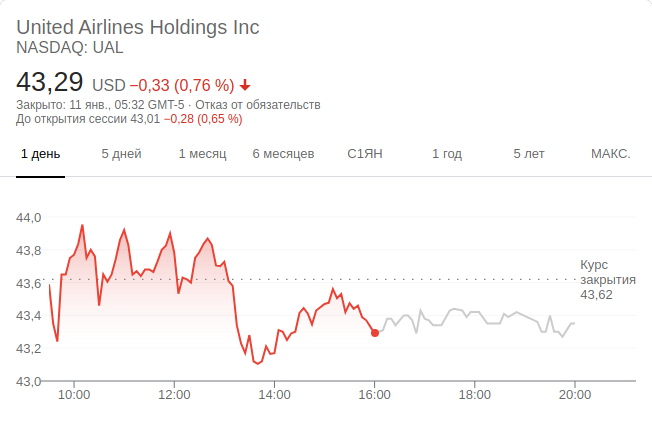 United Airlines Holdings Inc
NASDAQ: UAL
43,29 USD −0,33 (0,76 %)
Закрыто: 11 янв., 05:32 GMT-5 · Отказ от обязательств
До открытия сессии 43,01 −0,28 (0,65 %)
1 день 5 дней 1 месяц 6 месяцев С1ЯН 1 год 5 лет МАКС.
44,0
43,8
Курс
43,6 закрытия
43,62
43,4
43,2
43,0
10:00 12:00 14:00 16:00 18:00 20:00